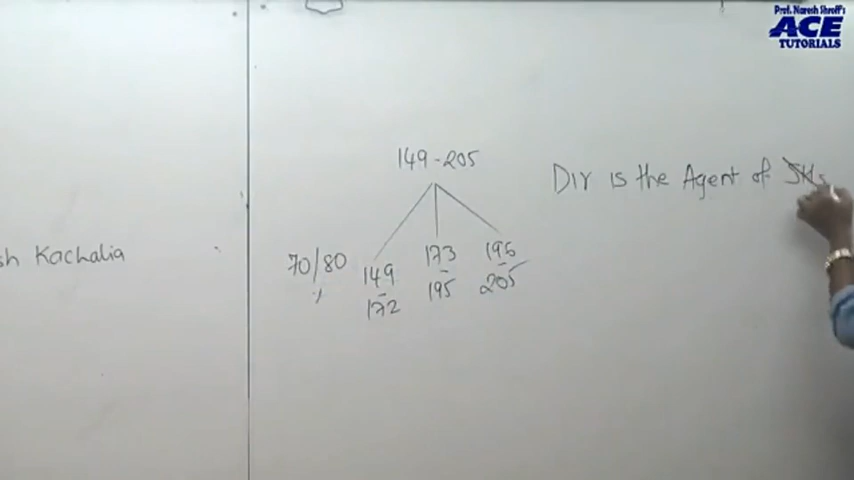 Prof. Naresh Shroff's
ACE
TUTORIALS
149-205
DIY is the Agent of
sh Kachalia
70/80
149
-
172
173
-
195
196
-
205